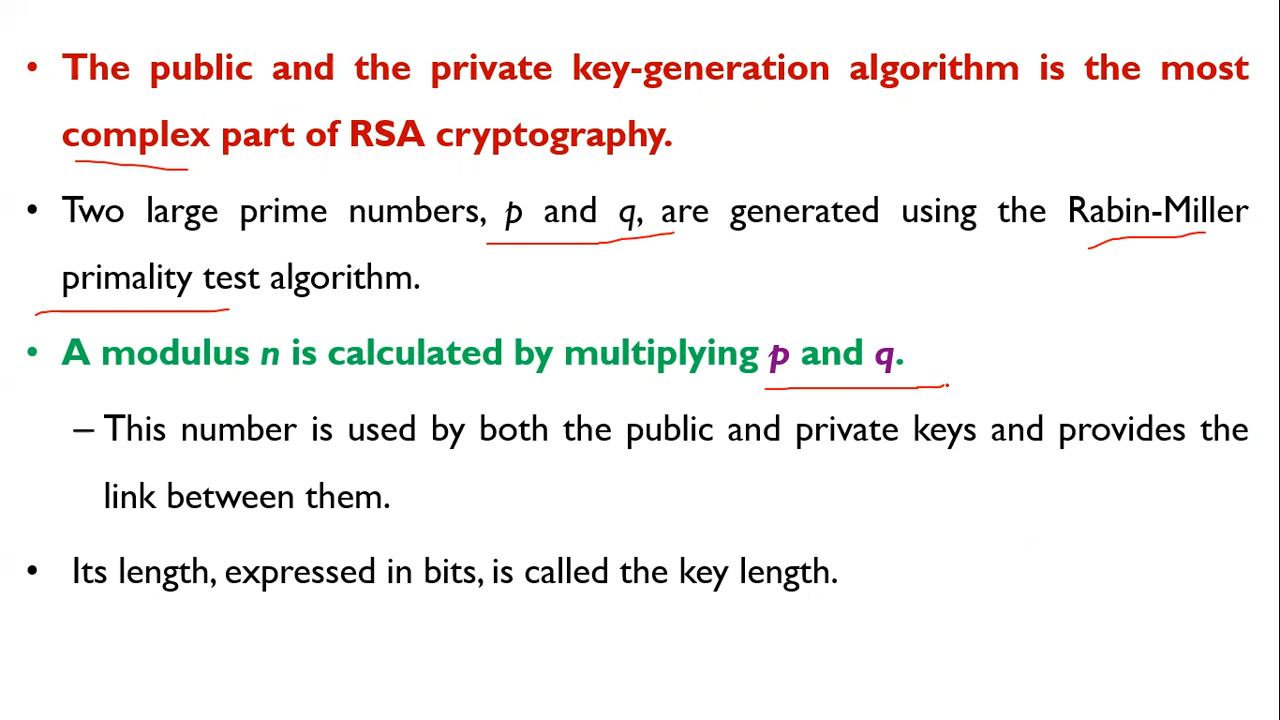 • The public and the private key-generation algorithm is the most
complex part of RSA cryptography.
• Two large prime numbers, p and q, are generated using the Rabin-Miller
primality test algorithm.
• A modulus n is calculated by multiplying p and q.
– This number is used by both the public and private keys and provides the
link between them.
• Its length, expressed in bits, is called the key length.